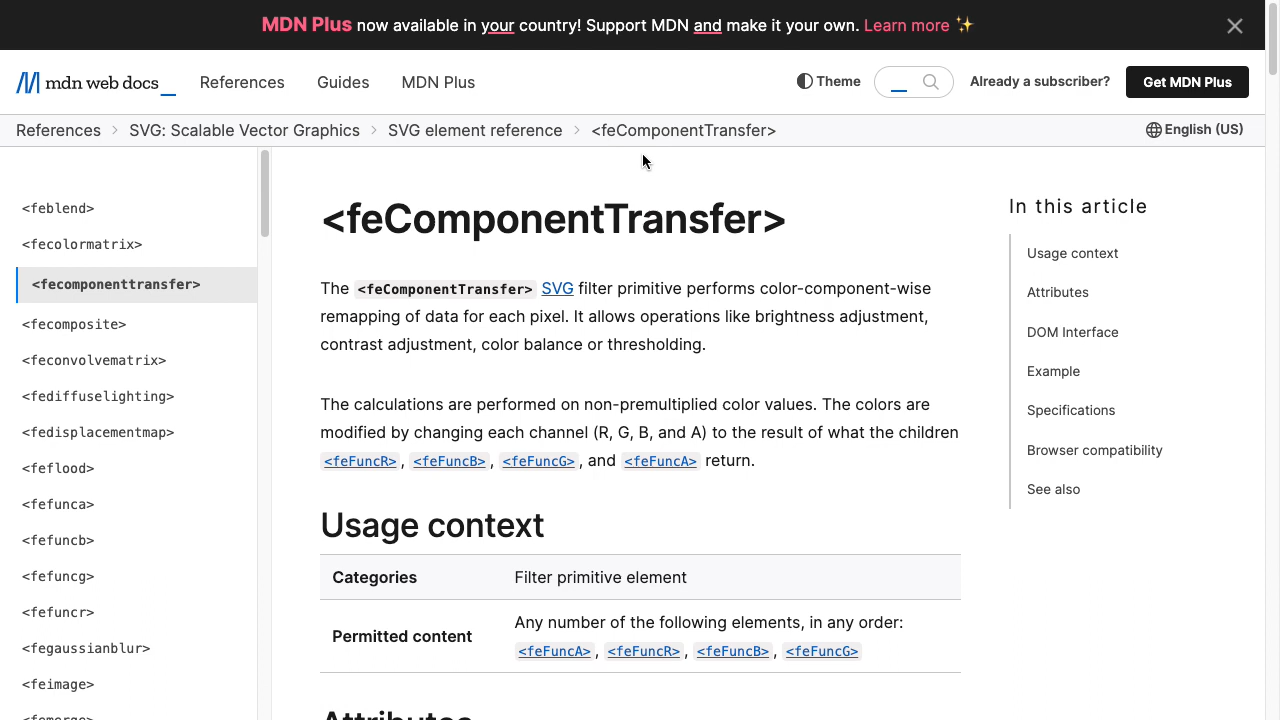 MDN Plus now available in your country! Support MDN and make it your own. Learn more ✨
mdn web docs_
References
Guides
MDN Plus
Theme
Already a subscriber?
Get MDN Plus
References
SVG: Scalable Vector Graphics
SVG element reference
<feComponentTransfer>
English (US)
<feblend>
<fecolormatrix>
<fecomponenttransfer>
<fecomposite>
<feconvolvematrix>
<fediffuselighting>
<fedisplacementmap>
<feflood>
<fefunca>
<fefuncb>
<fefuncg>
<fefuncr>
<fegaussianblur>
<feimage>
<feComponentTransfer>
The <feComponentTransfer> SVG filter primitive performs color-component-wise
remapping of data for each pixel. It allows operations like brightness adjustment,
contrast adjustment, color balance or thresholding.
The calculations are performed on non-premultiplied color values. The colors are
modified by changing each channel (R, G, B, and A) to the result of what the children
<feFuncR>, <feFuncB>, <feFuncG>, and <feFuncA> return.
Usage context
Categories
Filter primitive element
Permitted content
Any number of the following elements, in any order:
<feFuncA>, <feFuncR>, <feFuncB>, <feFuncG>
Attributes
In this article
Usage context
Attributes
DOM Interface
Example
Specifications
Browser compatibility
See also